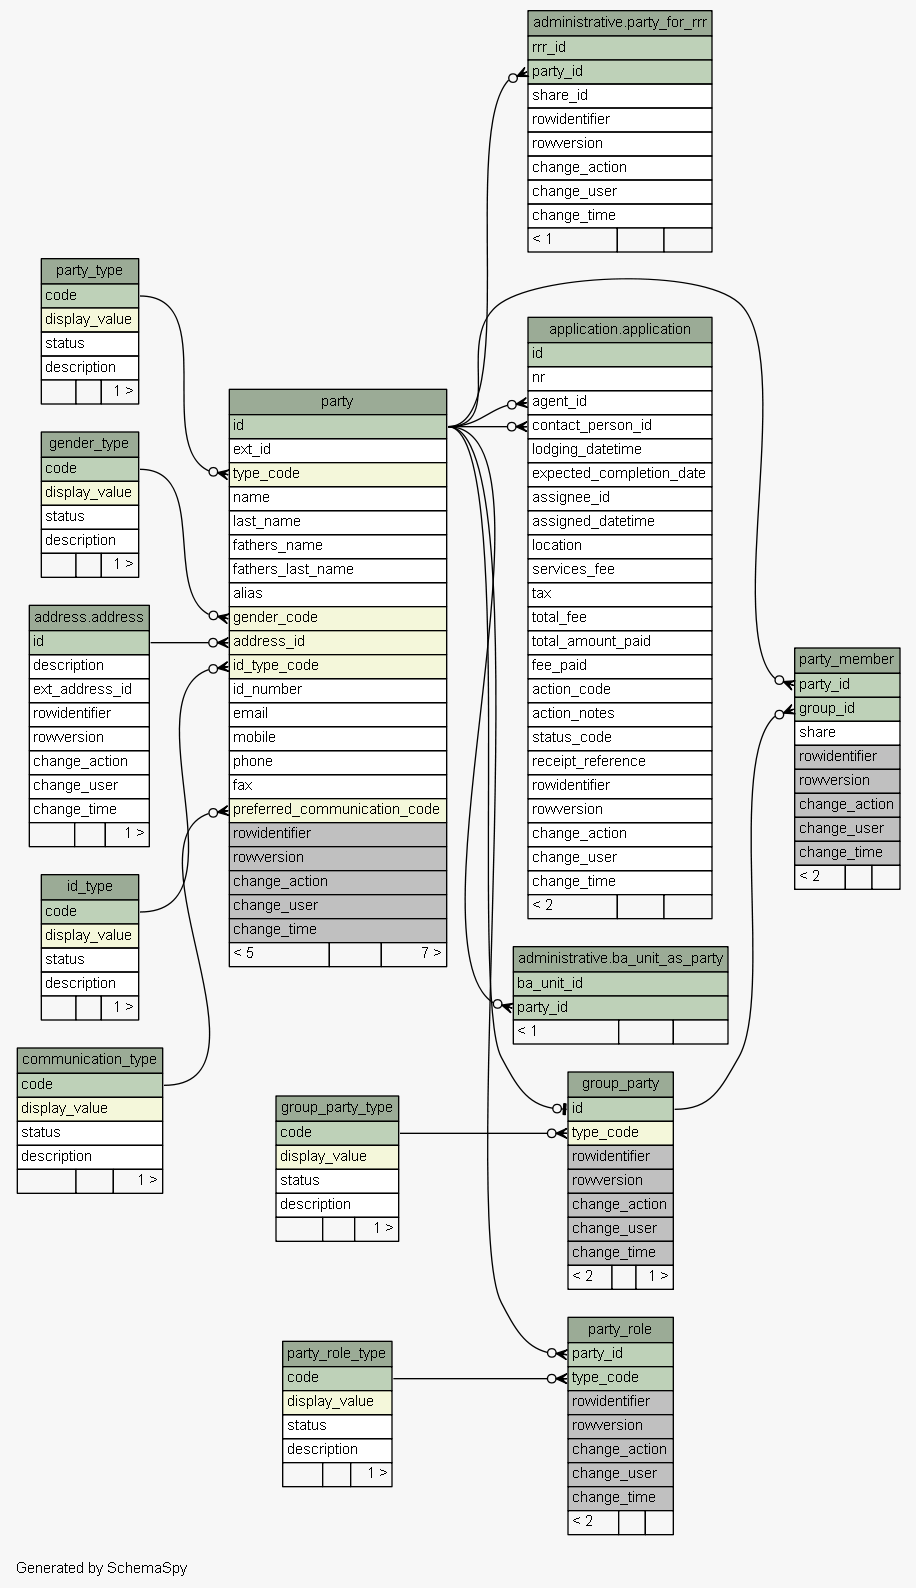 administrative.party_for_rrr
rrr_id
party_id
share_id
rowidentifier
rowversion
change_action
change_user
change_time
< 1
party_type
code
display_value
status
description
1 >
gender_type
code
display_value
status
description
1 >
address.address
id
description
ext_address_id
rowidentifier
rowversion
change_action
change_user
change_time
1 >
id_type
code
display_value
status
description
1 >
communication_type
code
display_value
status
description
1 >
party
id
ext_id
type_code
name
last_name
fathers_name
fathers_last_name
alias
gender_code
address_id
id_type_code
id_number
email
mobile
phone
fax
preferred_communication_code
rowidentifier
rowversion
change_action
change_user
change_time
< 5 7 >
application.application
id
nr
agent_id
contact_person_id
lodging_datetime
expected_completion_date
assignee_id
assigned_datetime
location
services_fee
tax
total_fee
total_amount_paid
fee_paid
action_code
action_notes
status_code
receipt_reference
rowidentifier
rowversion
change_action
change_user
change_time
< 2
party_member
party_id
group_id
share
rowidentifier
rowversion
change_action
change_user
change_time
< 2
administrative.ba_unit_as_party
ba_unit_id
party_id
< 1
group_party_type
code
display_value
status
description
1 >
group_party
id
type_code
rowidentifier
rowversion
change_action
change_user
change_time
< 2 1 >
party_role_type
code
display_value
status
description
1 >
party_role
party_id
type_code
rowidentifier
rowversion
change_action
change_user
change_time
< 2
Generated by SchemaSpy